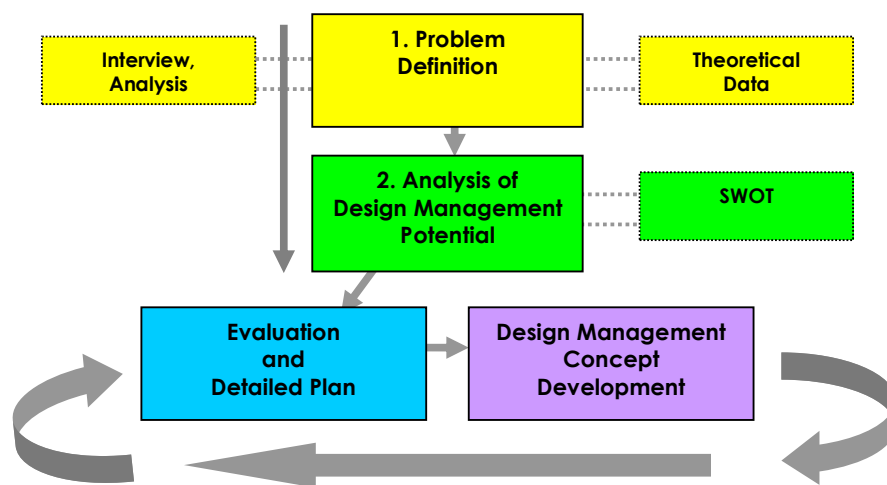 1. Problem
Definition
Interview,
Analysis
Theoretical
Data
2. Analysis of
Design Management
Potential
SWOT
Evaluation
and
Detailed Plan
Design Management
Concept
Development